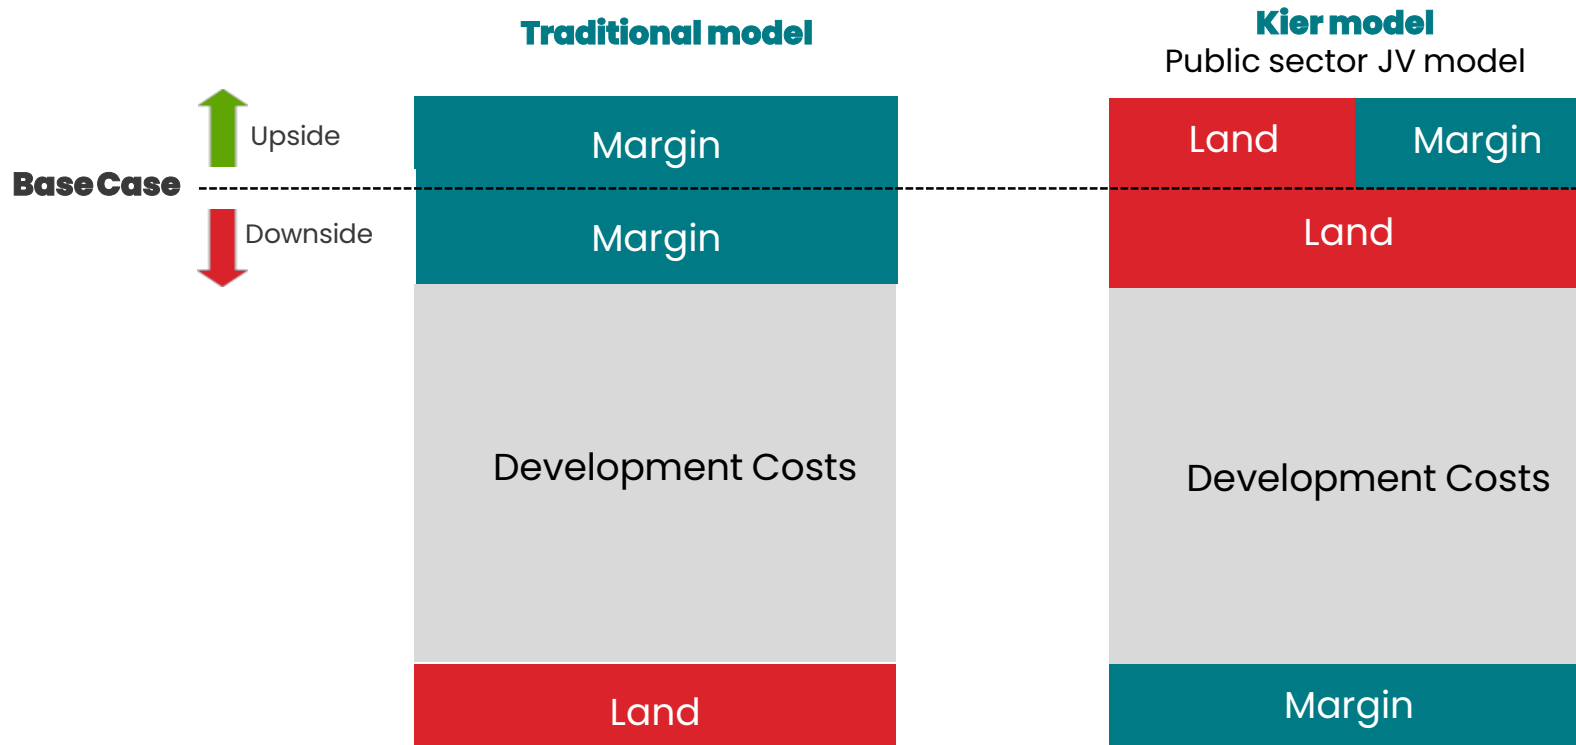 Traditional model
Kier model
Public sector JV model
Upside
Base Case
Downside
Margin
Margin
Development Costs
Land
Land
Margin
Land
Development Costs
Margin